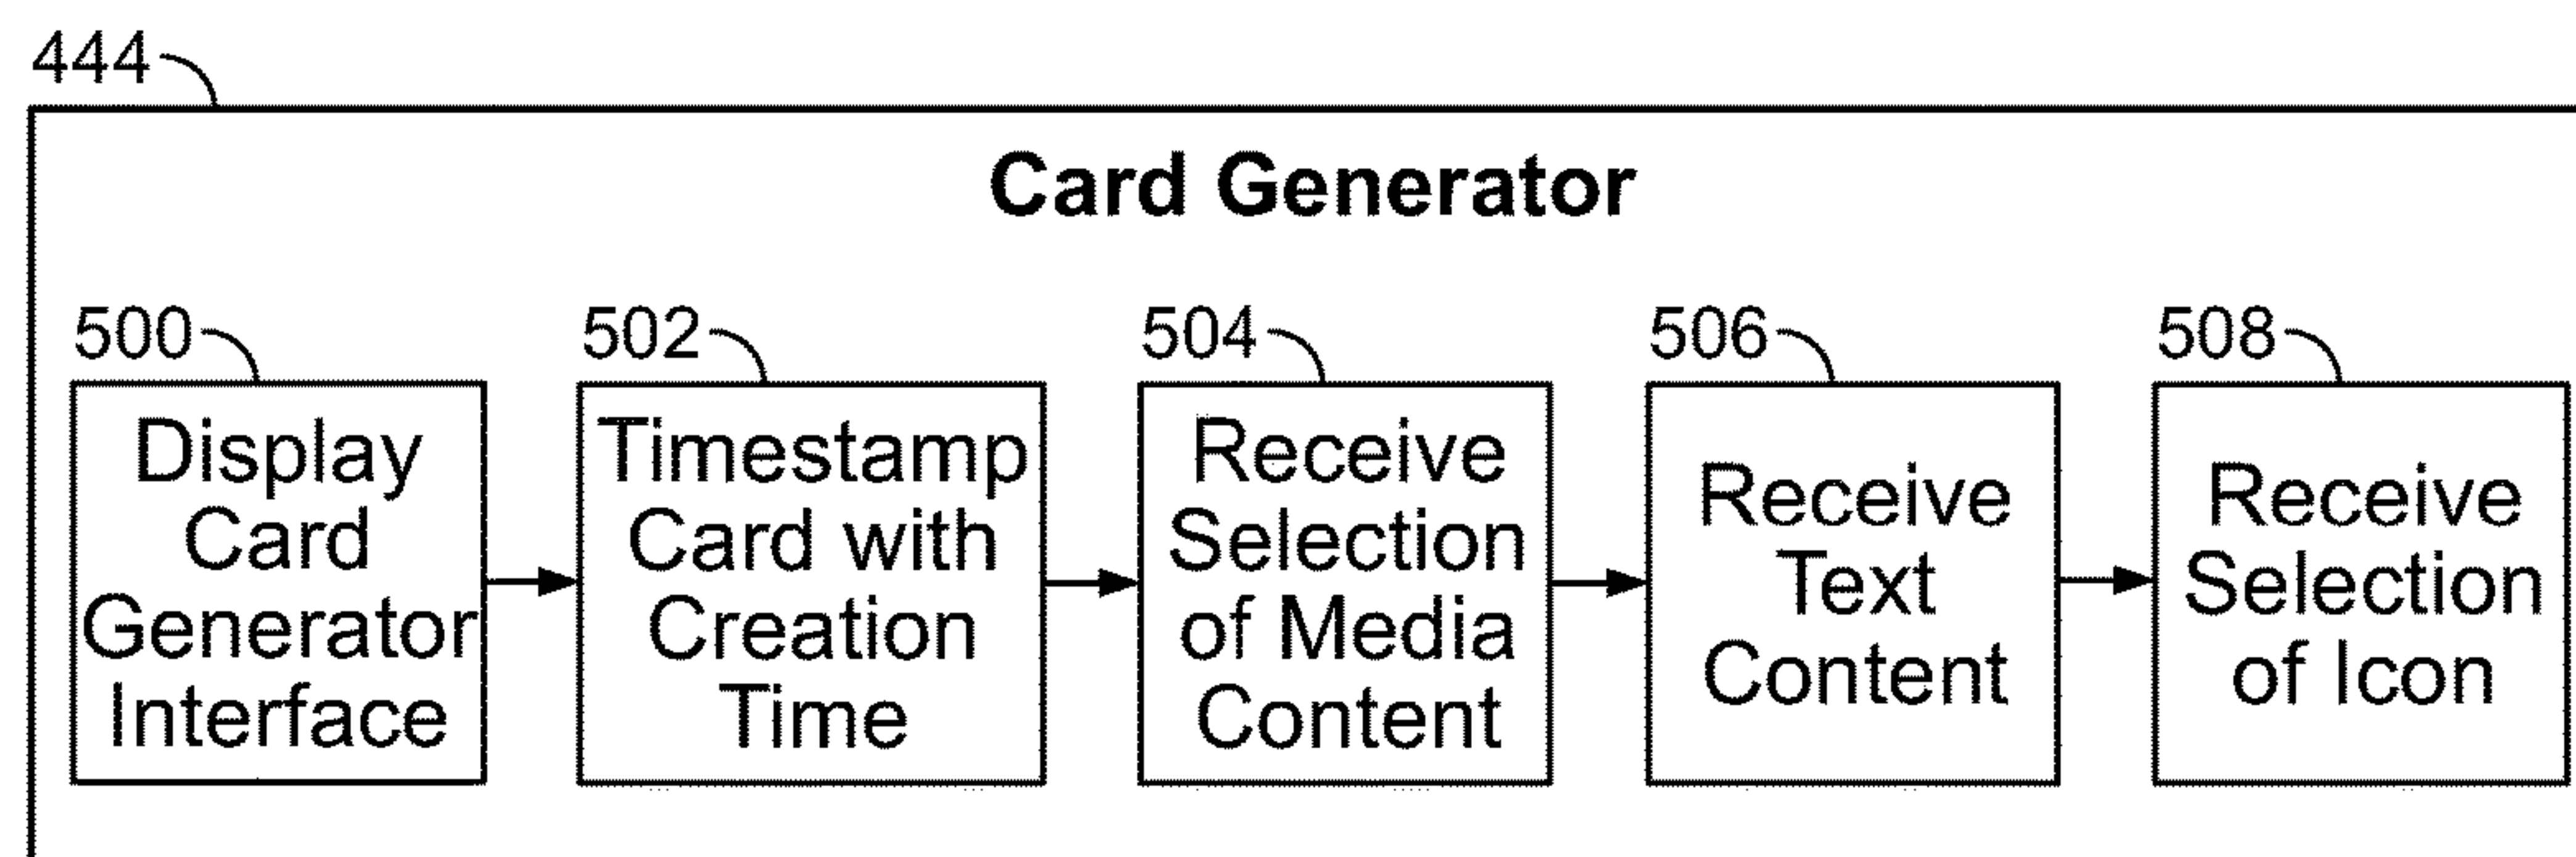 444
Card Generator
500
Display
Card
Generator
Interface
502
Timestamp
Card with
Creation
Time
504
Receive
Selection
of Media
Content
506
Receive
Text
Content
508
Receive
Selection
of Icon